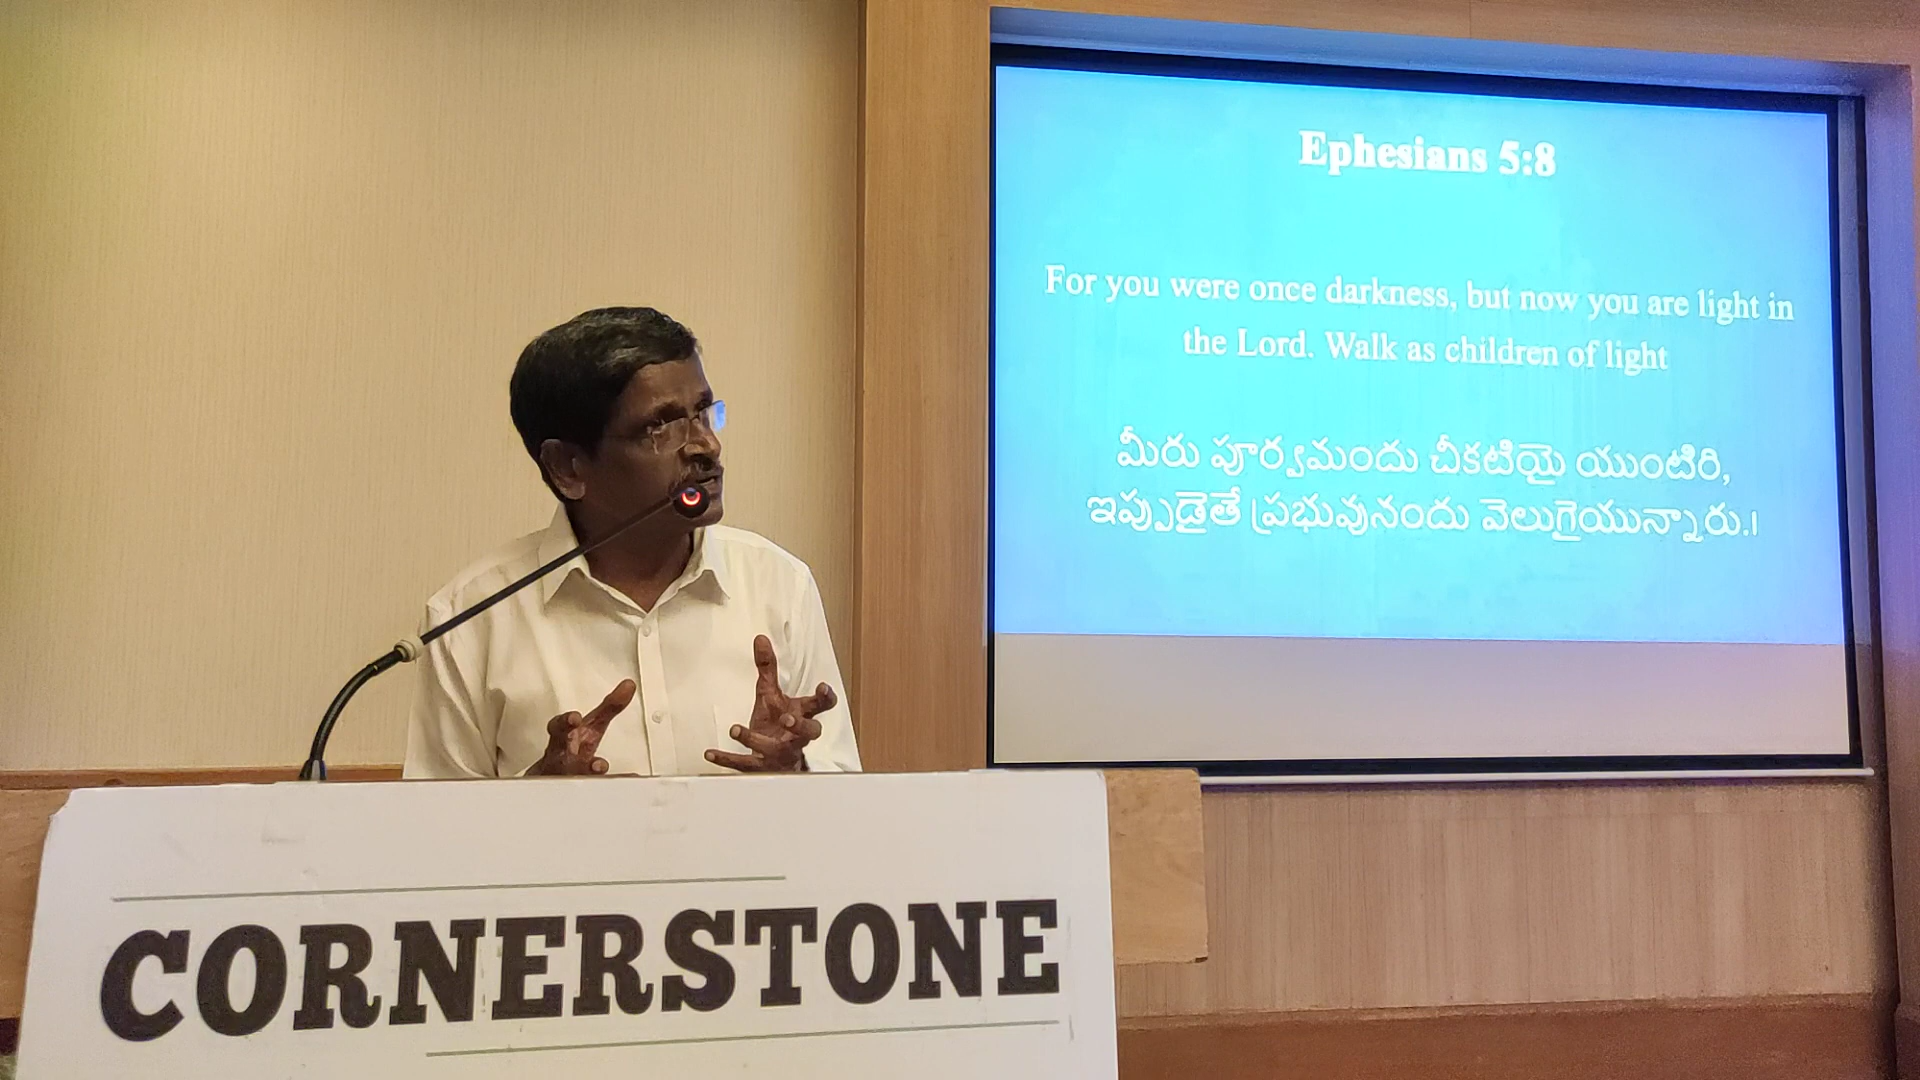 Ephesians 5:8
For you were once darkness, but now you are light in
the Lord. Walk as children of light
మీరు పూర్వమందు చీకటియై యుంటిరి,
ఇప్పుడైతే ప్రభువునందు వెలుగైయున్నారు.।
CORNERSTONE